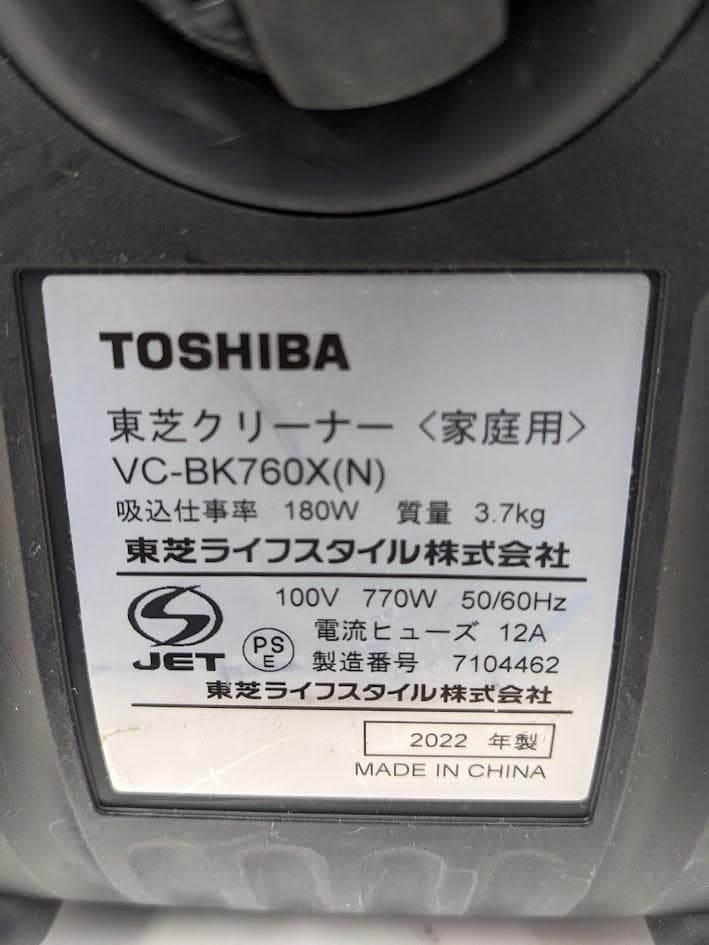 TOSHIBA
東芝クリーナー〈家庭用〉
VC-BK760X(N)
吸込仕事率 180W 質量 3.7kg
東芝ライフスタイル株式会社
100V 770W 50/60Hz
電流ヒューズ 12A
JET PSE 製造番号 7104462
東芝ライフスタイル株式会社
2022 年製
MADE IN CHINA